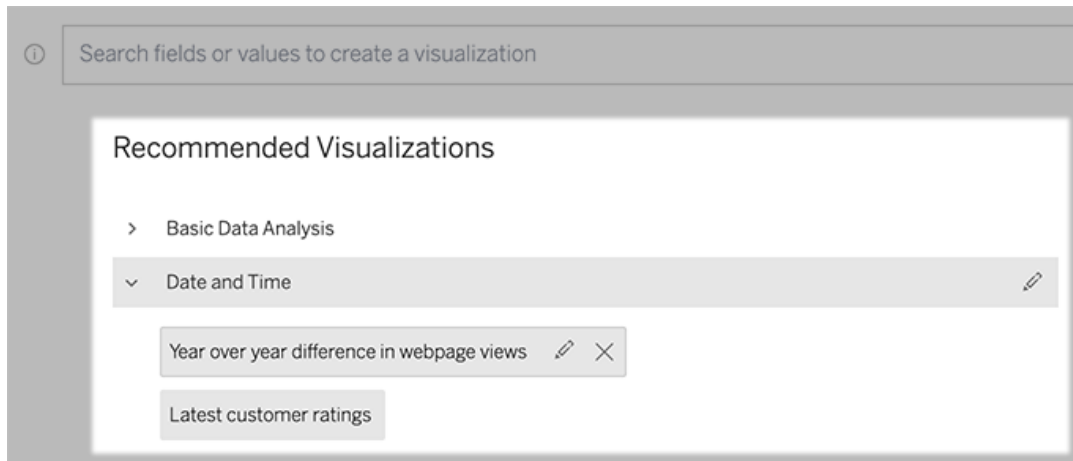 Search fields or values to create a visualization
Recommended Visualizations
Basic Data Analysis
Date and Time
Year over year difference in webpage views
Latest customer ratings